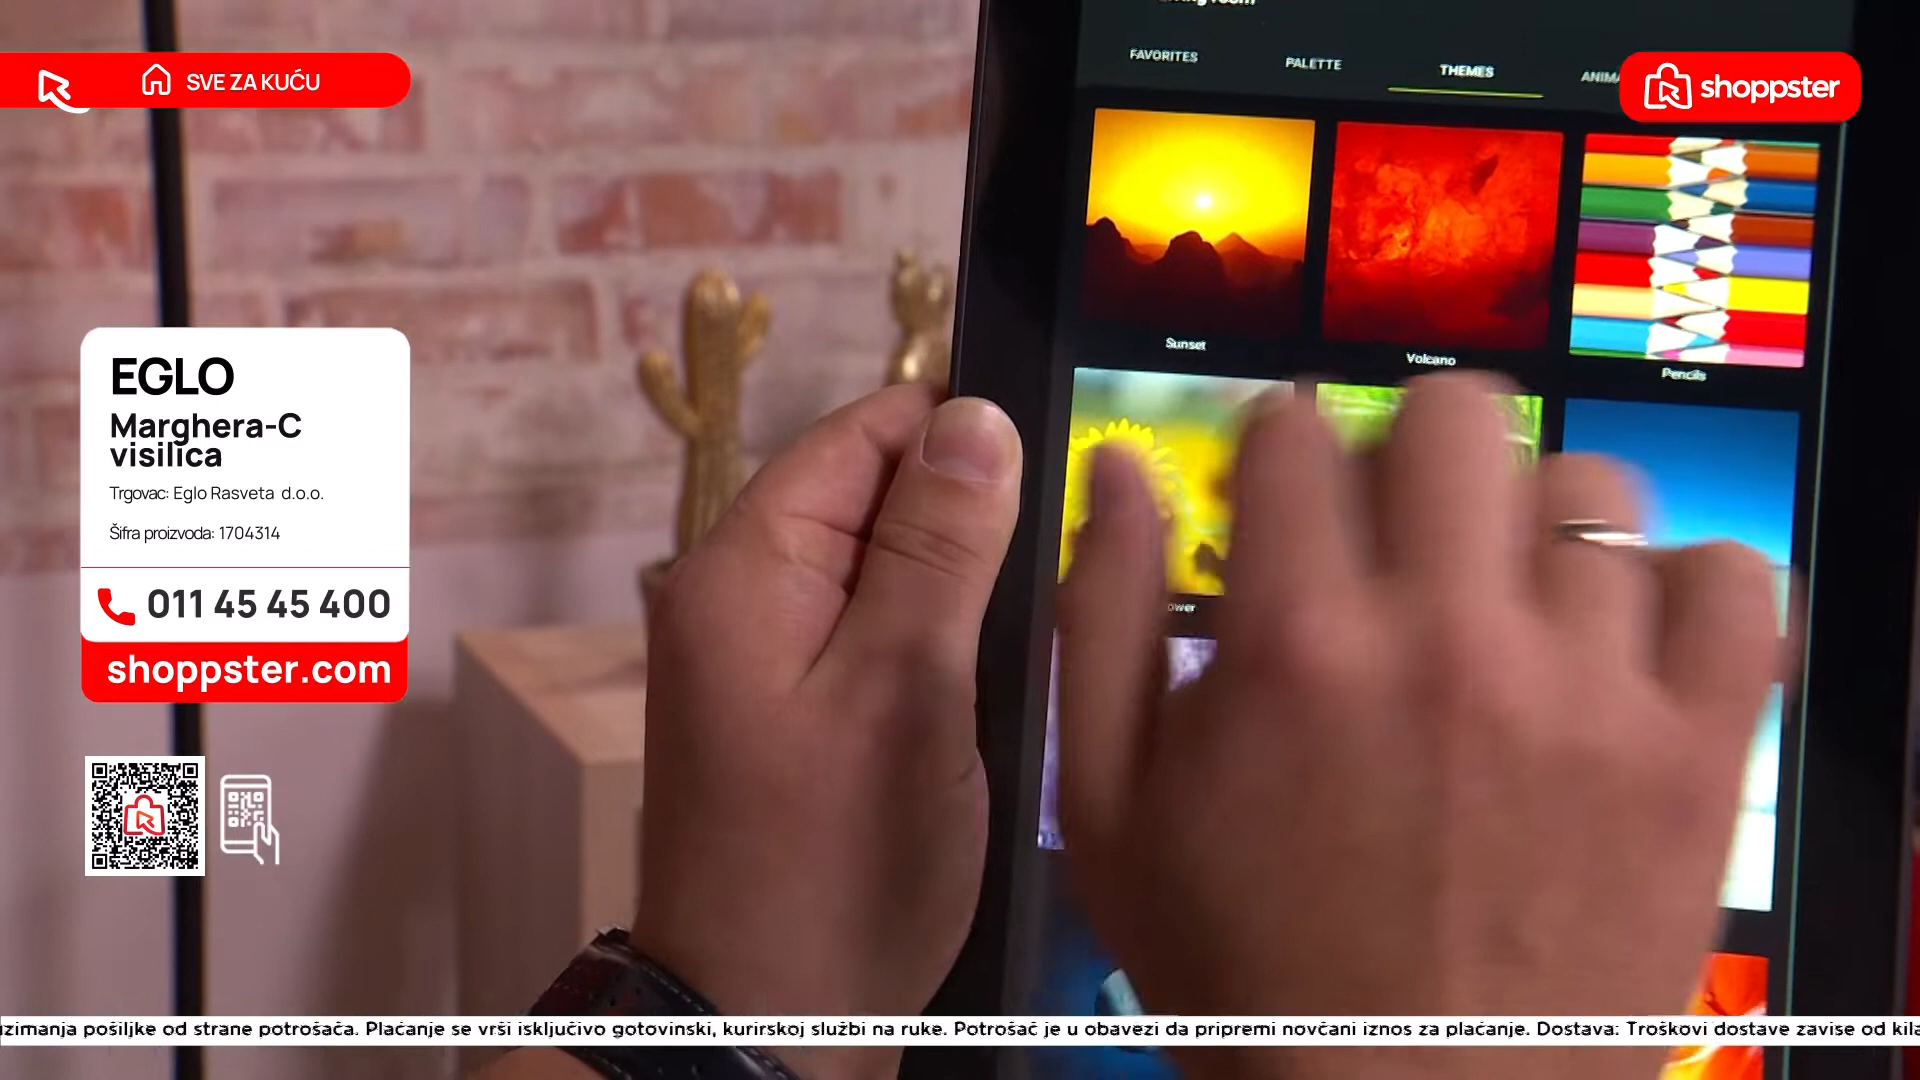 SVE ZA KUĆU
shoppster
FAVORITES
PALETTE
THEMES
Sunset
Volcano
Pencils
EGLO
Marghera-C
visilica
Trgovac: Eglo Rasveta d.o.o.
Šifra proizvoda: 1704314
011 45 45 400
shoppster.com
pošiljke od strane potrošača. Plaćanje se vrši isključivo gotovinski, kurirskoj službi na ruke. Potrošač je u obavezi da pripremi novčani iznos za plaćanje. Dostava: Troškovi dostave zavise od